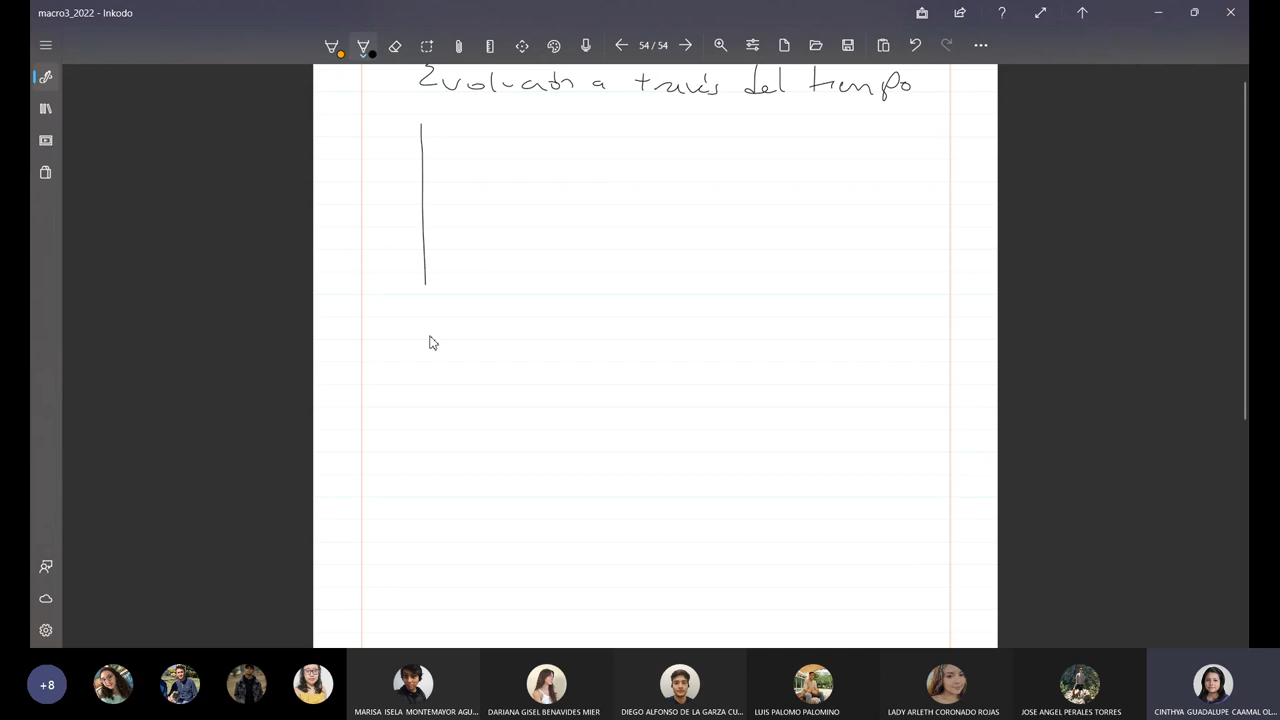 macro3_2022 - Inkodo
54 / 54
Evolución a través del tiempo
+8
MARISA ISELA MONTEMAYOR AGU...
DARIANA GISEL BENAVIDES MIER
DIEGO ALFONSO DE LA GARZA CU...
LUIS PALOMO PALOMINO
LADY ARLETH CORONADO ROJAS
JOSE ANGEL PERALES TORRES
CINTHYA GUADALUPE CAAMAL OL...